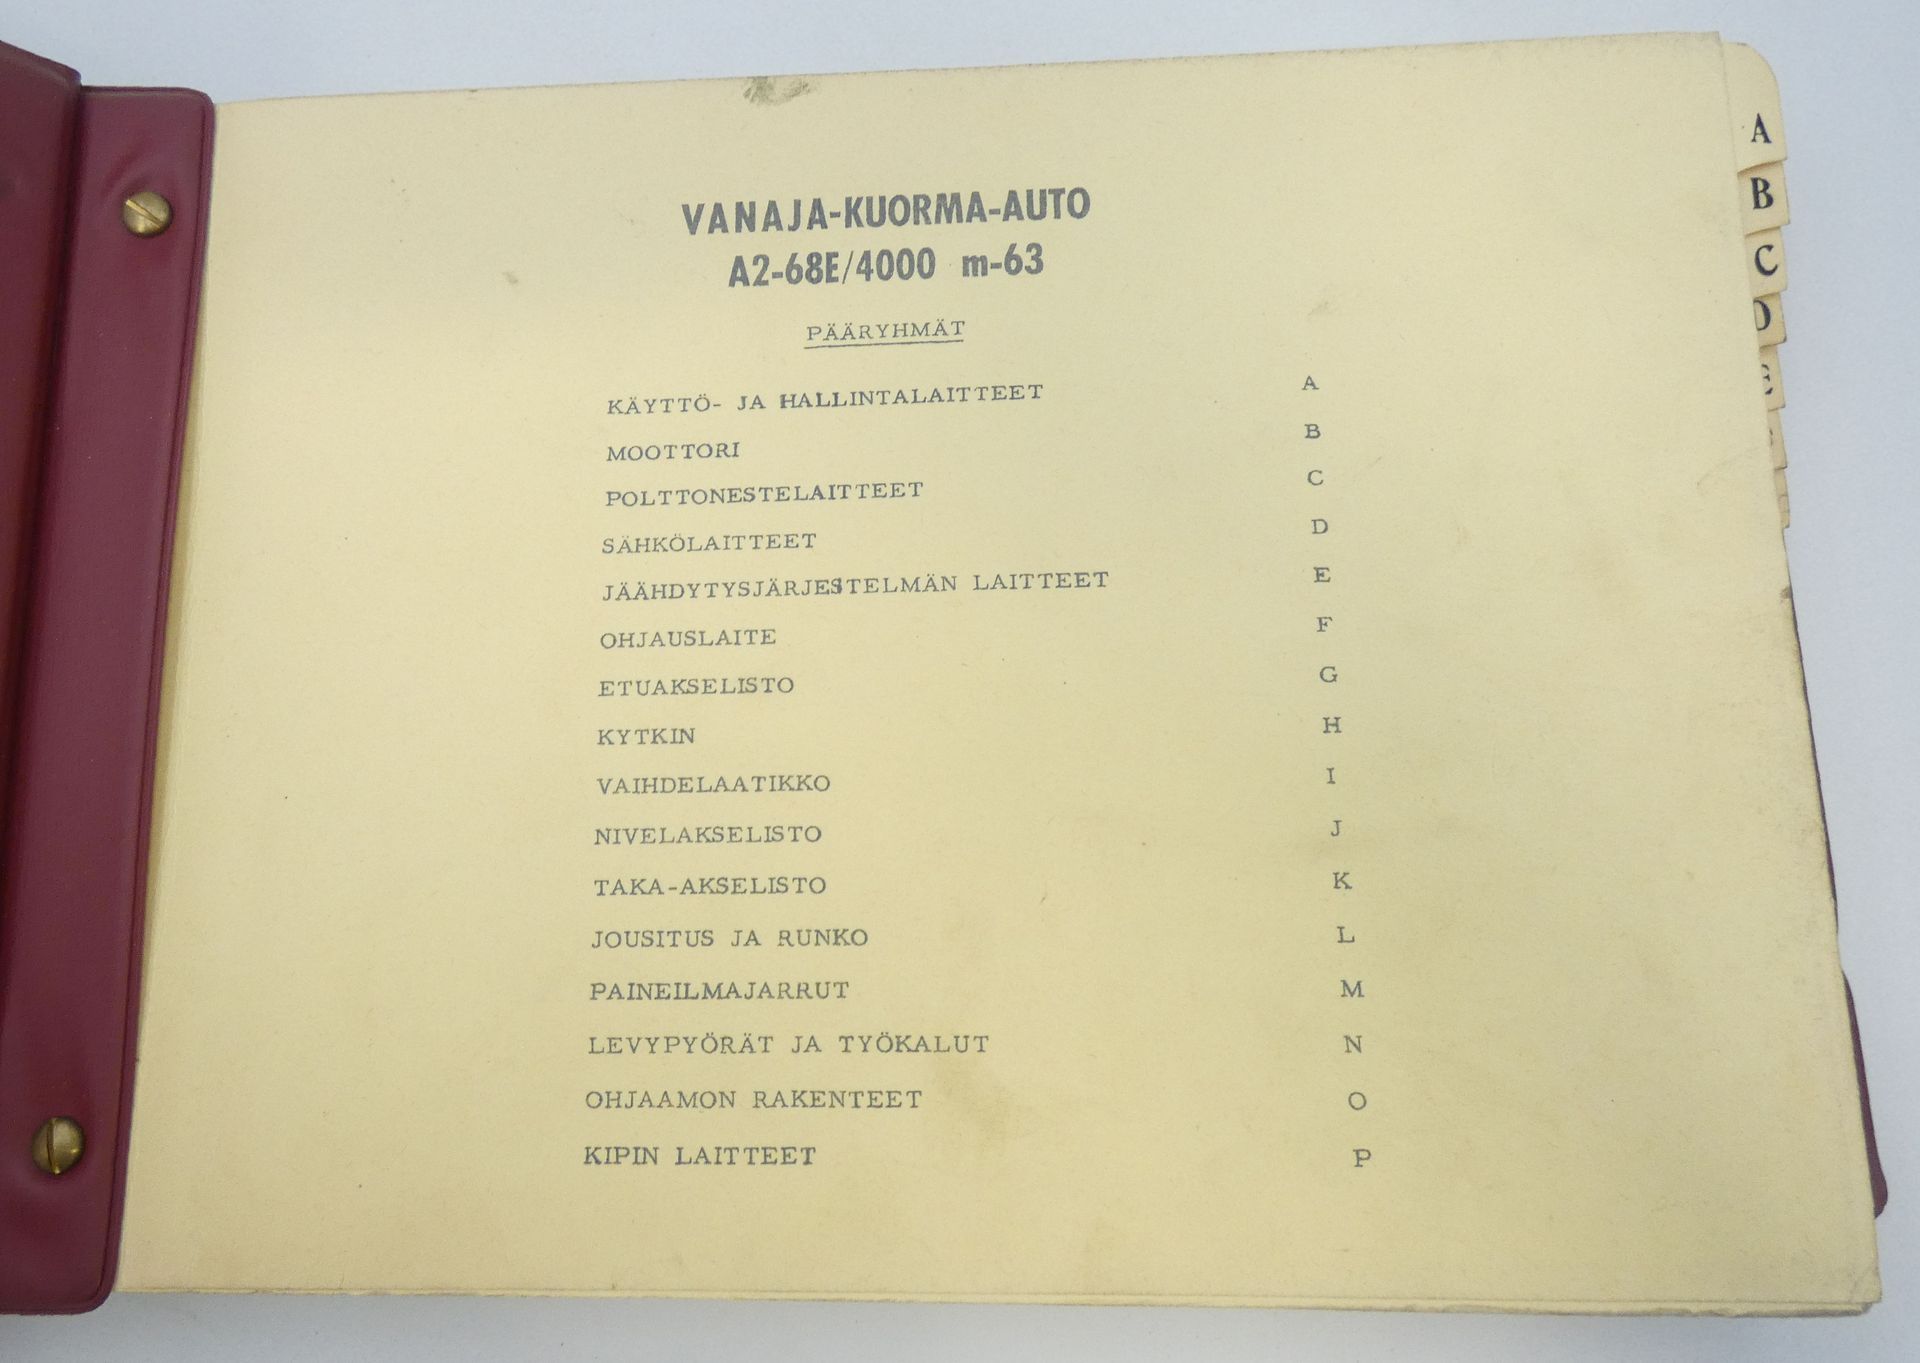 VANAJA-KUORMA-AUTO
A2-68E/4000 m-63
PÄÄRYHMÄT
KÄYTTÖ- JA HALLINTALAITTEET A
MOOTTORI B
POLTTONESTELAITTEET C
SÄHKÖLAITTEET D
JÄÄHDYTYSJÄRJESTELMÄN LAITTEET E
OHJAUSLAITE F
ETUAKSELISTO G
KYTKIN H
VAIHDELAATIKKO I
NIVELAKSELISTO J
TAKA-AKSELISTO K
JOUSITUS JA RUNKO L
PAINEILMAJARRUT M
LEVYPYÖRÄT JA TYÖKALUT N
OHJAAMON RAKENTEET O
KIPIN LAITTEET P
A
B
C
D
E